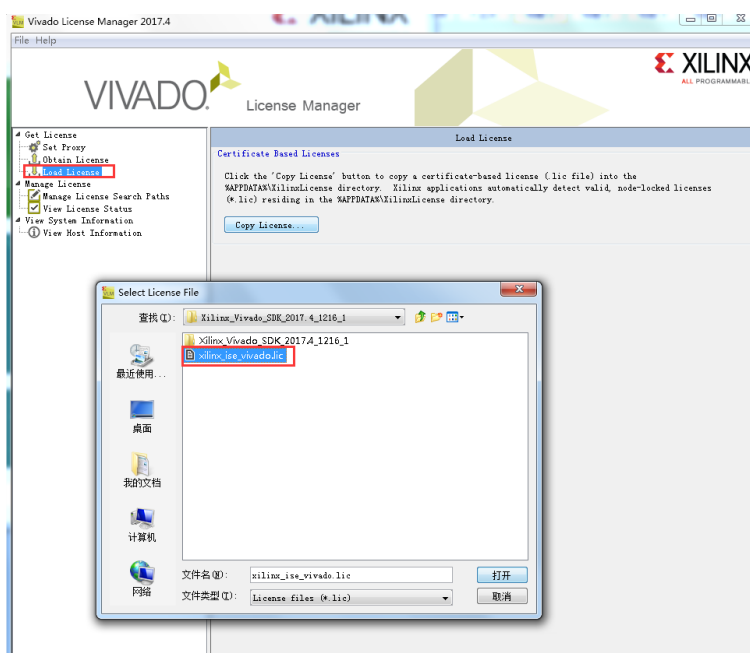 Vivado License Manager 2017.4
File Help
XILINX
ALL PROGRAMMABL
VIVADO.
License Manager
Get License
Set Proxy
Obtain License
Load License
Manage License
Manage License Search Paths
View License Status
View System Information
View Host Information
Load License
Certificate Based Licenses
Click the 'Copy License' button to copy a certificate-based license (.lic file) into the
%APPDATA%\XilinxLicense directory. Xilinx applications automatically detect valid, node-locked licenses
(*.lic) residing in the %APPDATA%\XilinxLicense directory.
Copy License...
Select License File
查找(I):
Xilinx_Vivado_SDK_2017.4_1216_1
Xilinx_Vivado_SDK_2017.4_1216_1
xilinx_ise_vivado.lic
最近使用...
桌面
我的文档
计算机
网络
文件名(N):
xilinx_ise_vivado.lic
打开
文件类型(T):
License files (*.lic)
取消